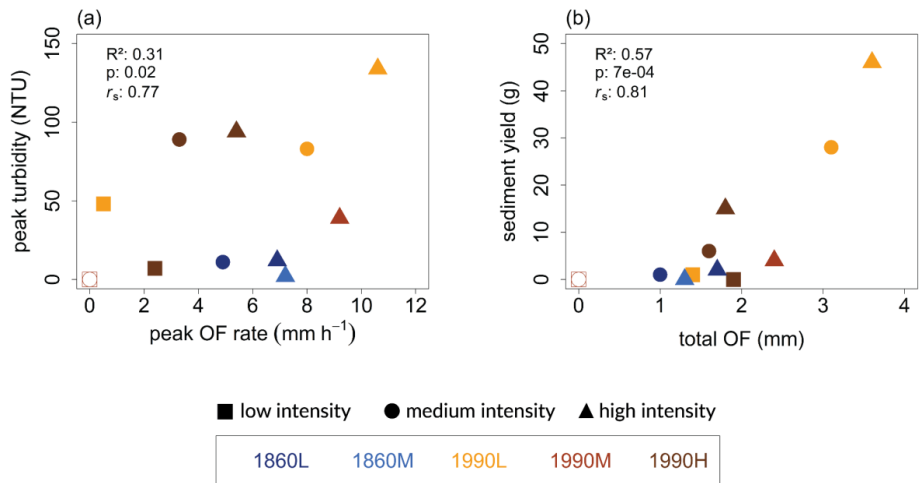 (a)
R²: 0.31
p: 0.02
rₛ: 0.77
peak turbidity (NTU)
150
100
50
0
0 2 4 6 8 10 12
peak OF rate (mm h⁻¹)
(b)
R²: 0.57
p: 7e-04
rₛ: 0.81
sediment yield (g)
50
40
30
20
10
0
0 1 2 3 4
total OF (mm)
low intensity medium intensity high intensity
1860L 1860M 1990L 1990M 1990H